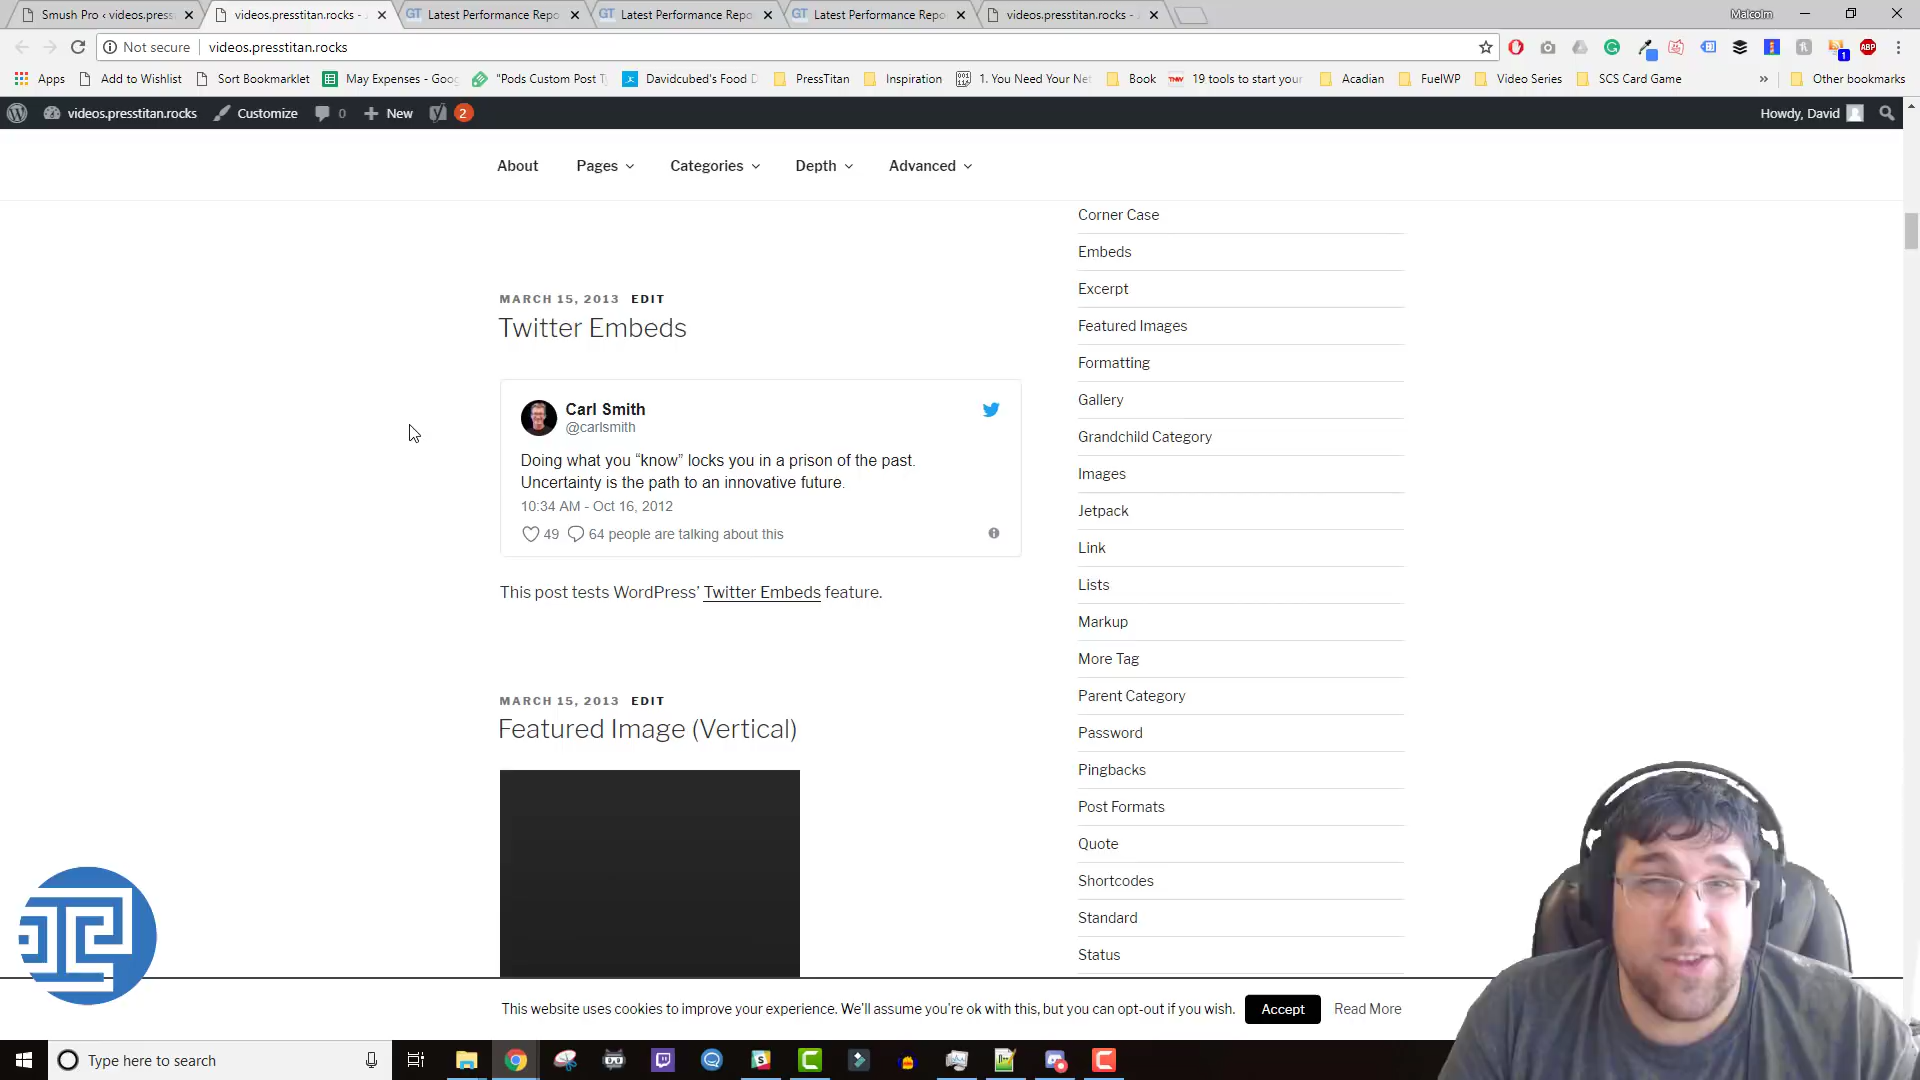 Smush Pro ‹ videos.press
videos.presstitan.rocks -
GT Latest Performance Repo
GT Latest Performance Repo
GT Latest Performance Repo
videos.presstitan.rocks -
Malcolm
Not secure
videos.presstitan.rocks
ABP
1
Apps
Add to Wishlist
Sort Bookmarklet
May Expenses - Goo
"Pods Custom Post T
Davidcubed's Food D
PressTitan
Inspiration
1. You Need Your Net
Book
19 tools to start your
Acadian
FuelWP
Video Series
SCS Card Game
»
Other bookmarks
videos.presstitan.rocks
Customize
0
New
2
Howdy, David
About
Pages
Categories
Depth
Advanced
MARCH 15, 2013 EDIT
Twitter Embeds
Carl Smith
@carlsmith
Doing what you “know” locks you in a prison of the past.
Uncertainty is the path to an innovative future.
10:34 AM - Oct 16, 2012
49
64 people are talking about this
This post tests WordPress’ Twitter Embeds feature.
MARCH 15, 2013 EDIT
Featured Image (Vertical)
Corner Case
Embeds
Excerpt
Featured Images
Formatting
Gallery
Grandchild Category
Images
Jetpack
Link
Lists
Markup
More Tag
Parent Category
Password
Pingbacks
Post Formats
Quote
Shortcodes
Standard
Status
This website uses cookies to improve your experience. We'll assume you're ok with this, but you can opt-out if you wish.
Accept
Read More
Type here to search